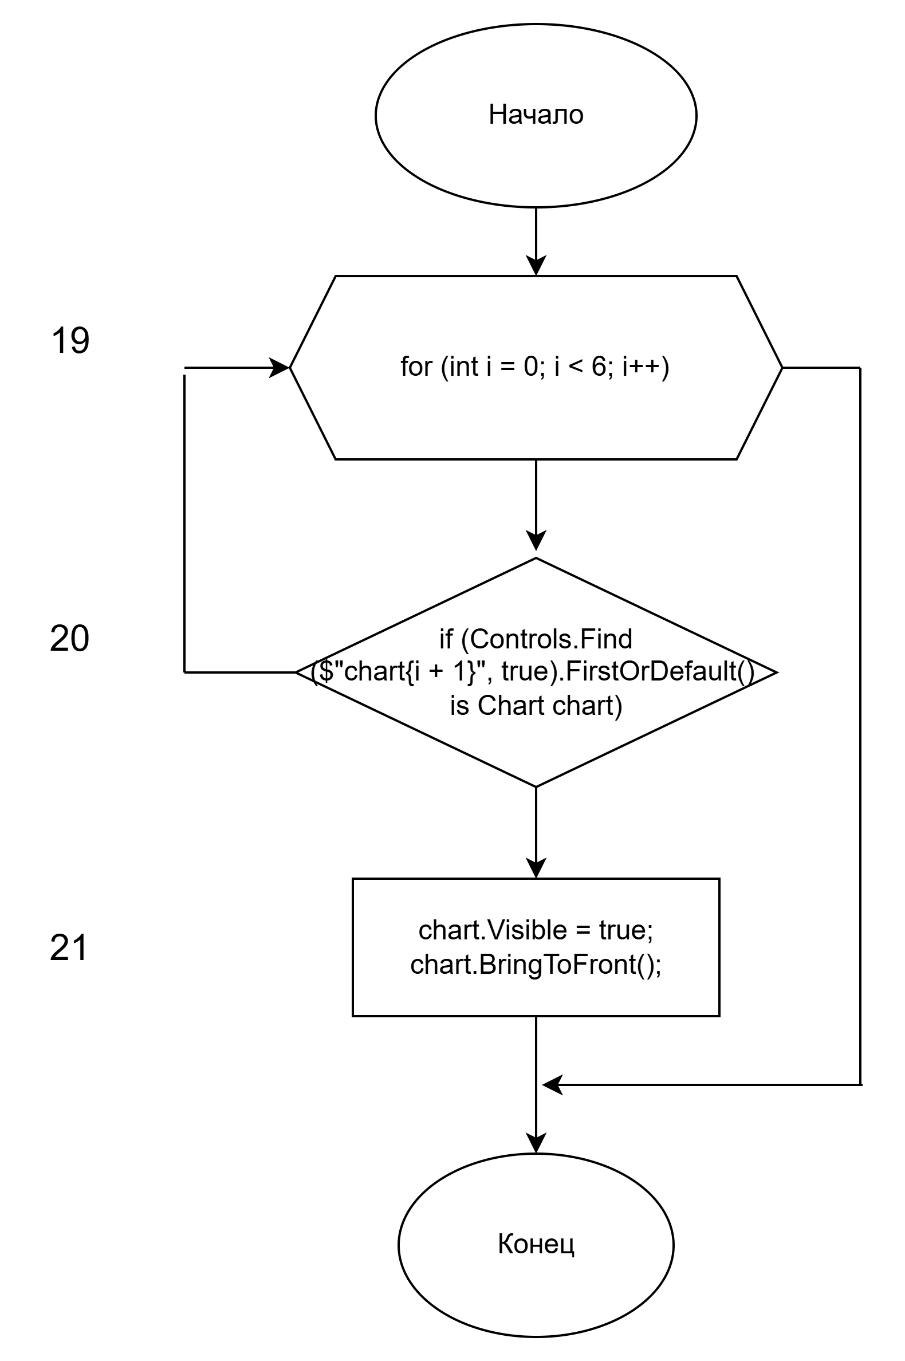 Начало
19
for (int i = 0; i < 6; i++)
20
if (Controls.Find
($"chart{i + 1}", true).FirstOrDefault()
is Chart chart)
21
chart.Visible = true;
chart.BringToFront();
Конец